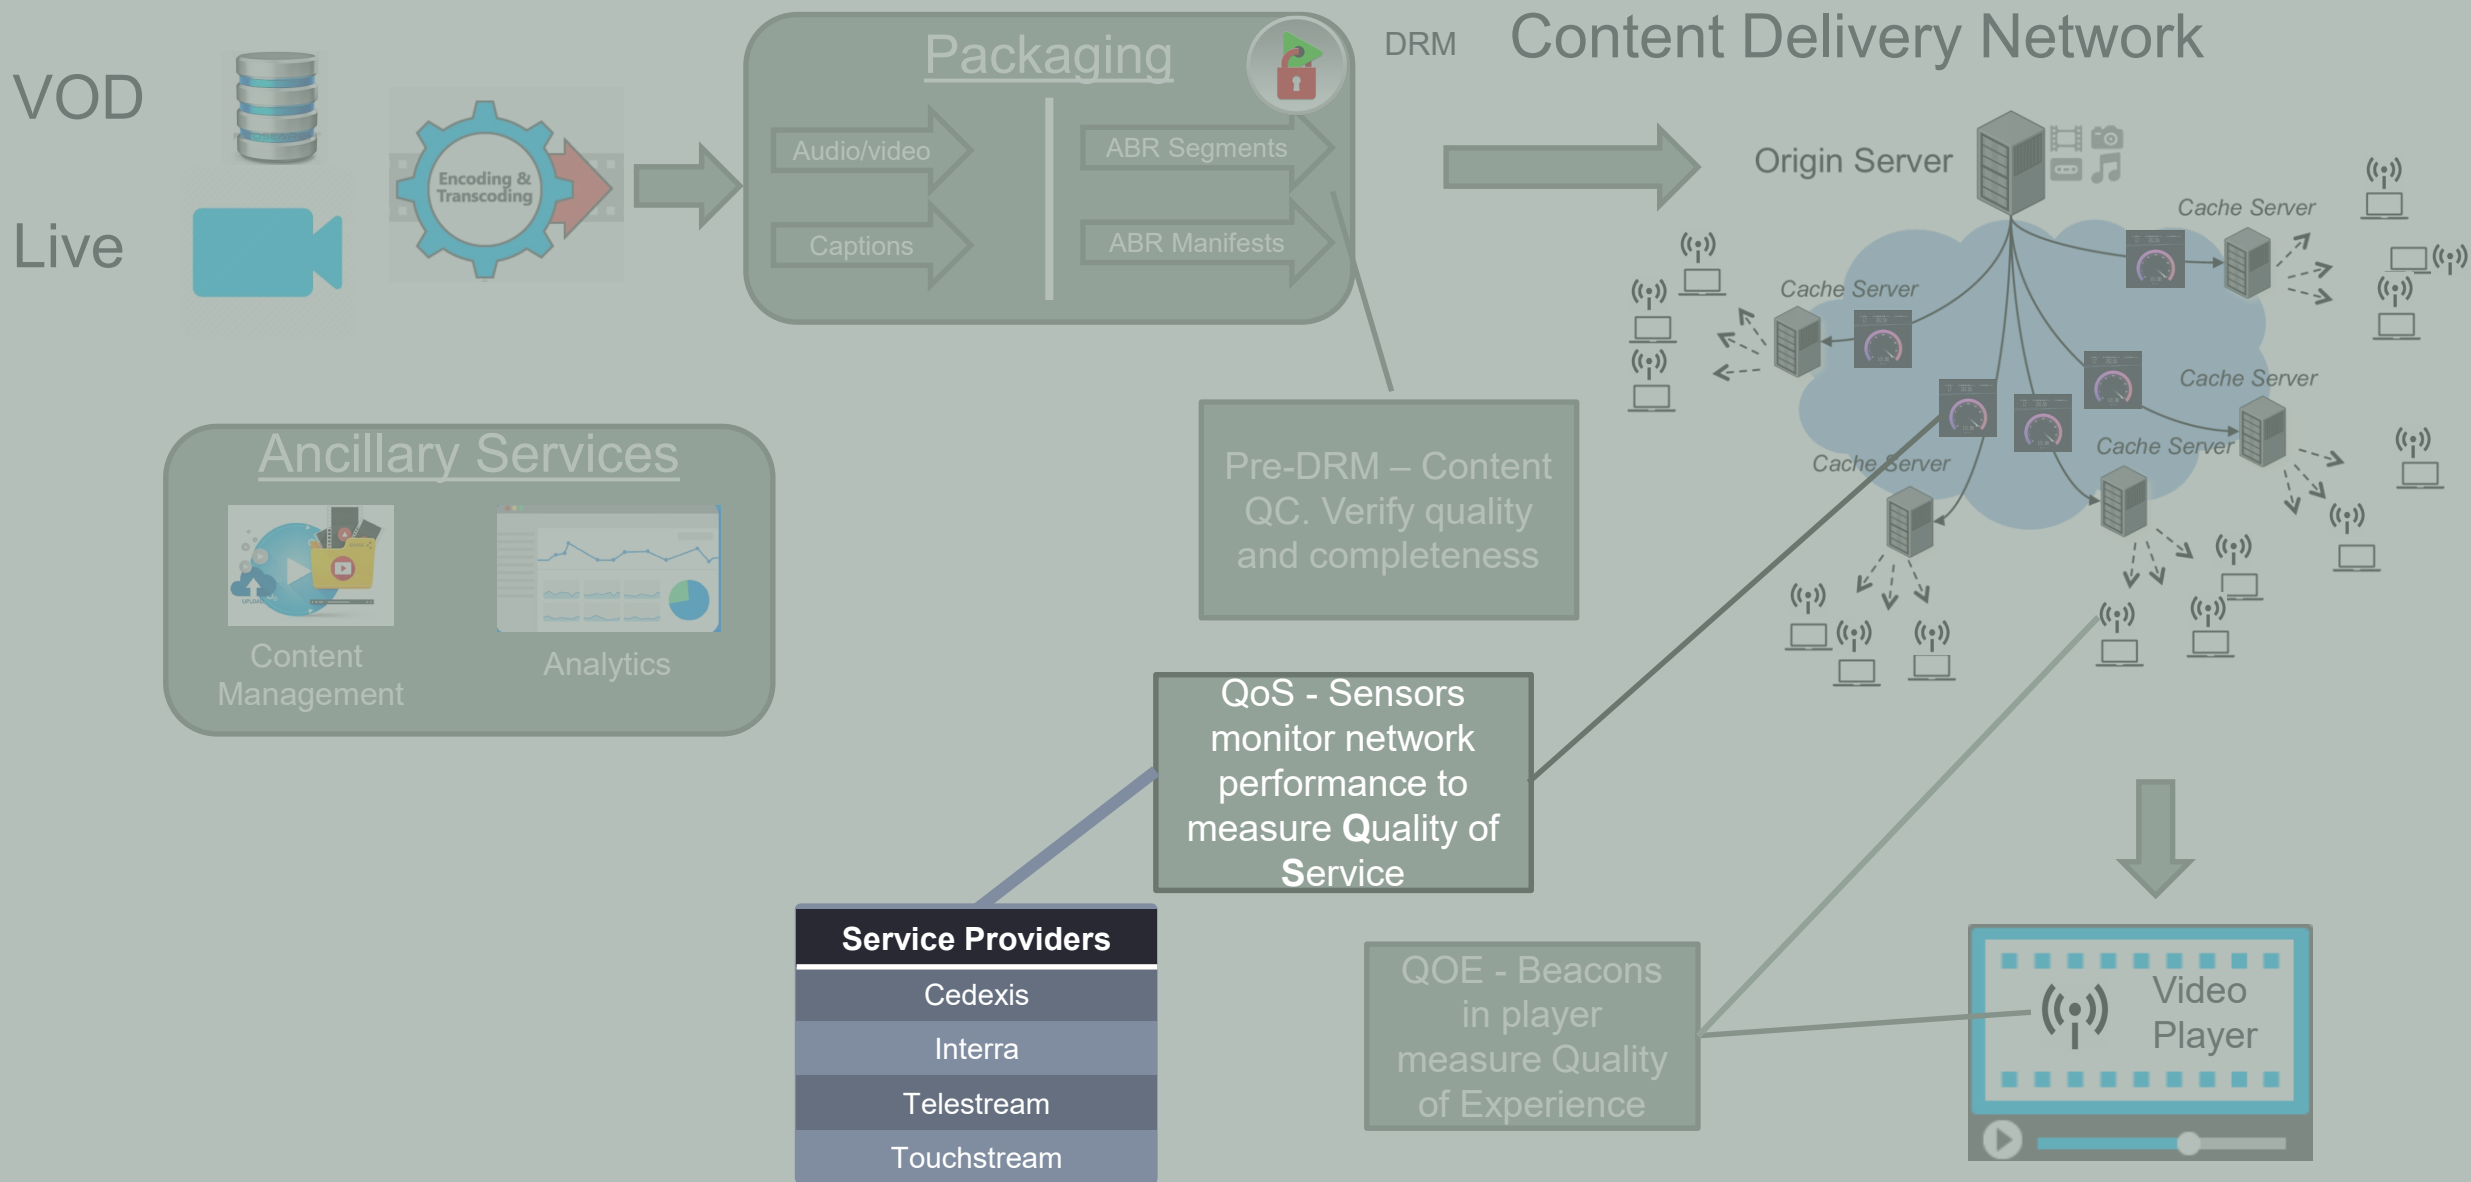 VOD
Live
Encoding &
Transcoding
Packaging
Audio/video
Captions
ABR Segments
ABR Manifests
DRM
Content Delivery Network
Origin Server
Cache Server
Cache Server
Cache Server
Cache Server
Cache Server
Ancillary Services
UPLOAD
Content
Management
Analytics
Pre-DRM – Content
QC. Verify quality
and completeness
QoS - Sensors
monitor network
performance to
measure Quality of
Service
Service Providers
Cedexis
Interra
Telestream
Touchstream
QOE - Beacons
in player
measure Quality
of Experience
Video
Player